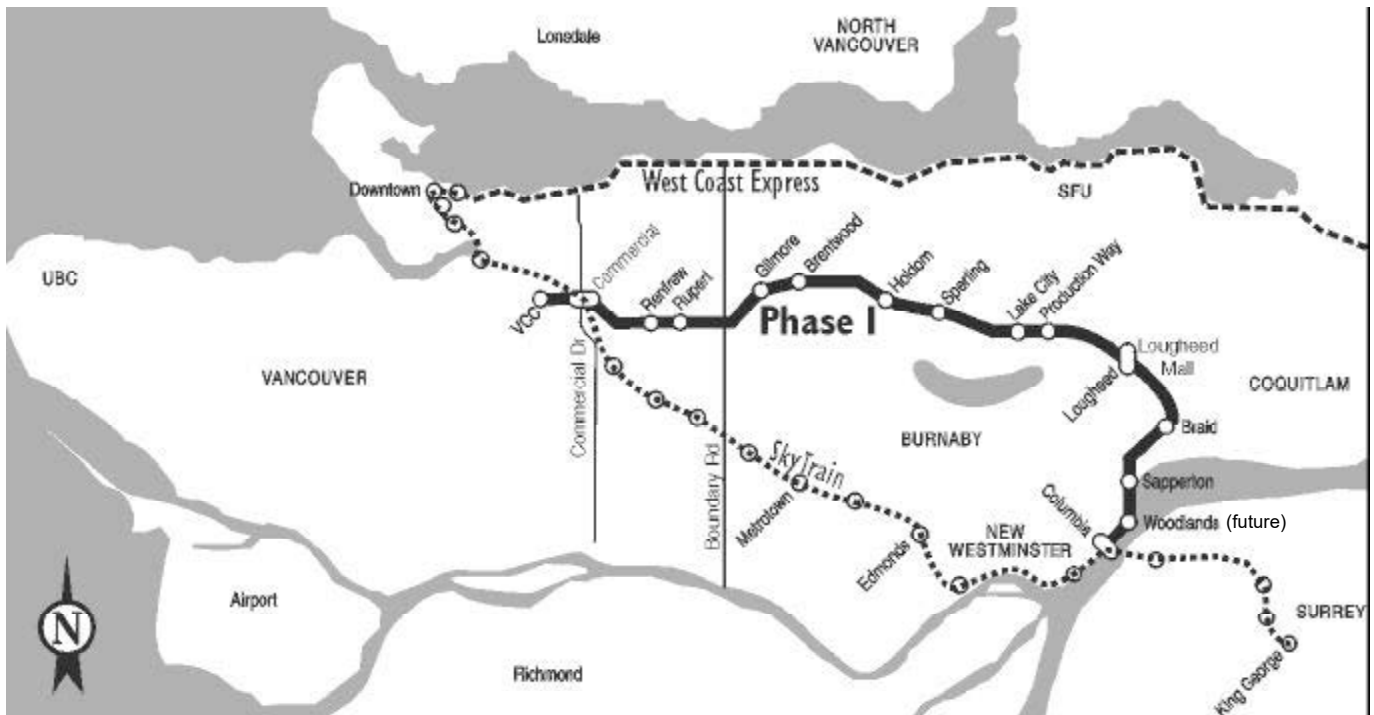 Lonsdale
NORTH
VANCOUVER
West Coast Express
SFU
Downtown
UBC
Commercial
Gilmore
Brentwood
Renfrew
Rupert
Holdom
Sperling
Lake City
Production Way
VCC
Phase I
Lougheed
Mall
Lougheed
COQUITLAM
VANCOUVER
Commercial Dr
Boundary Rd
BURNABY
Braid
SkyTrain
Sapperton
Metrotown
Columbia
Woodlands (future)
Edmonds
NEW
WESTMINSTER
Airport
SURREY
N
Richmond
King George